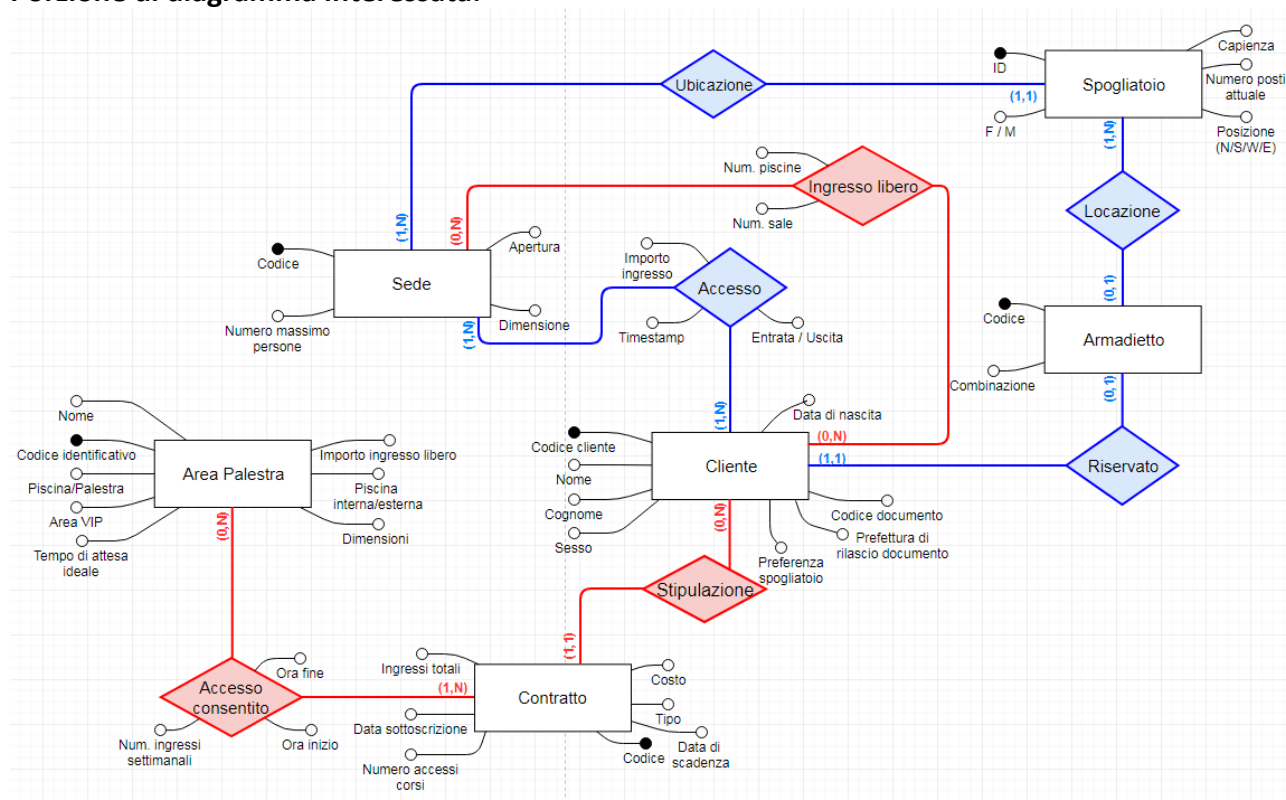 Porzione di diagramma interessata:
Ubicazione
Capienza
ID
Spogliatoio
Numero posti
attuale
(1,1)
F / M
Posizione
(N/S/W/E)
(1,N)
Num. piscine
Ingresso libero
Num. sale
Locazione
(1,N)
(0,N)
Apertura
Codice
Sede
Importo
ingresso
Accesso
(0,1)
Codice
Armadietto
Numero massimo
persone
Dimensione
(1,N)
Timestamp
Entrata / Uscita
Combinazione
(0,1)
Nome
Data di nascita
(1,N)
Codice identificativo
Importo ingresso libero
Codice cliente
(0,N)
Area Palestra
Cliente
(1,1)
Riservato
Piscina/Palestra
Piscina
interna/esterna
Nome
Area VIP
Cognome
Codice documento
(0,N)
Dimensioni
Sesso
(0,N)
Prefettura di
rilascio documento
Tempo di attesa
ideale
Preferenza
spogliatoio
Stipulazione
(1,1)
Ora fine
Ingressi totali
Costo
Accesso
consentito
(1,N)
Contratto
Tipo
Data sottoscrizione
Num. ingressi
settimanali
Ora inizio
Codice
Data di
scadenza
Numero accessi
corsi